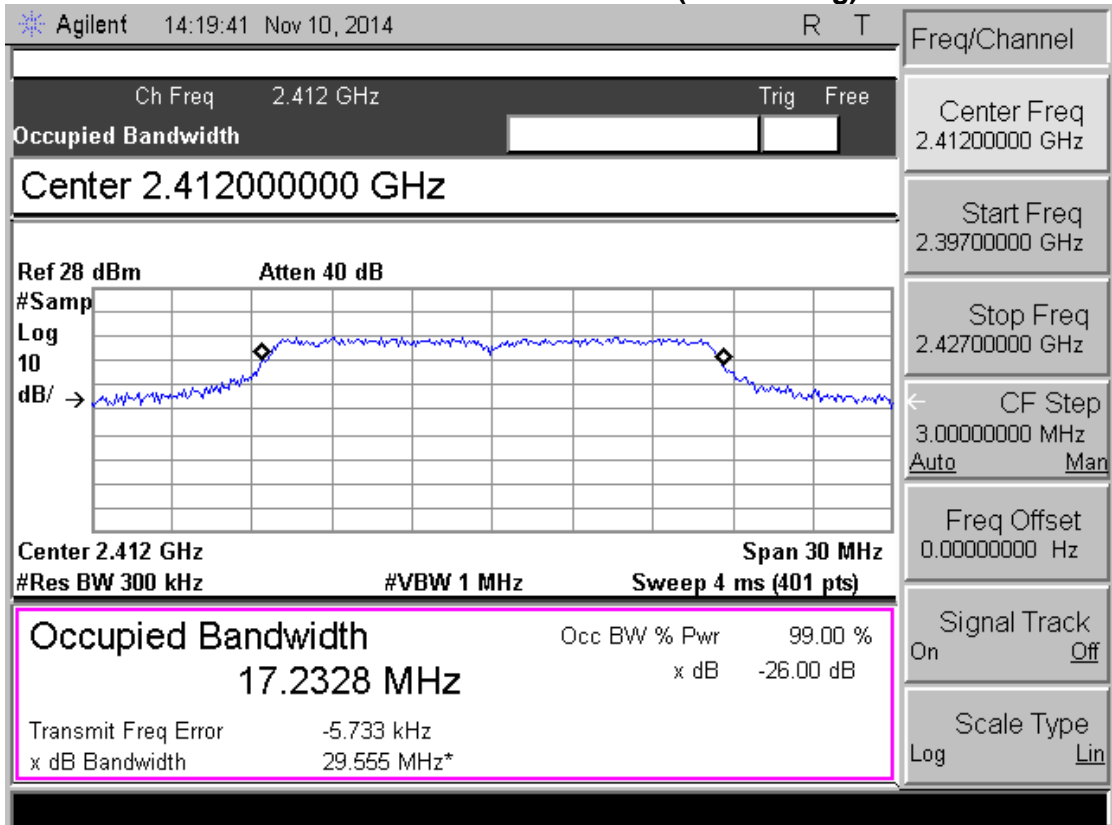 Agilent 14:19:41 Nov 10, 2014 R T
Freq/Channel
Ch Freq 2.412 GHz Trig Free
Occupied Bandwidth
Center 2.412000000 GHz
Ref 28 dBm Atten 40 dB
#Samp
Log
10
dB/
Center 2.412 GHz Span 30 MHz
#Res BW 300 kHz #VBW 1 MHz Sweep 4 ms (401 pts)
Occupied Bandwidth
17.2328 MHz
Occ BW % Pwr 99.00 %
x dB -26.00 dB
Transmit Freq Error -5.733 kHz
x dB Bandwidth 29.555 MHz*
Center Freq
2.41200000 GHz
Start Freq
2.39700000 GHz
Stop Freq
2.42700000 GHz
CF Step
3.00000000 MHz
Auto Man
Freq Offset
0.00000000 Hz
Signal Track
On Off
Scale Type
Log Lin